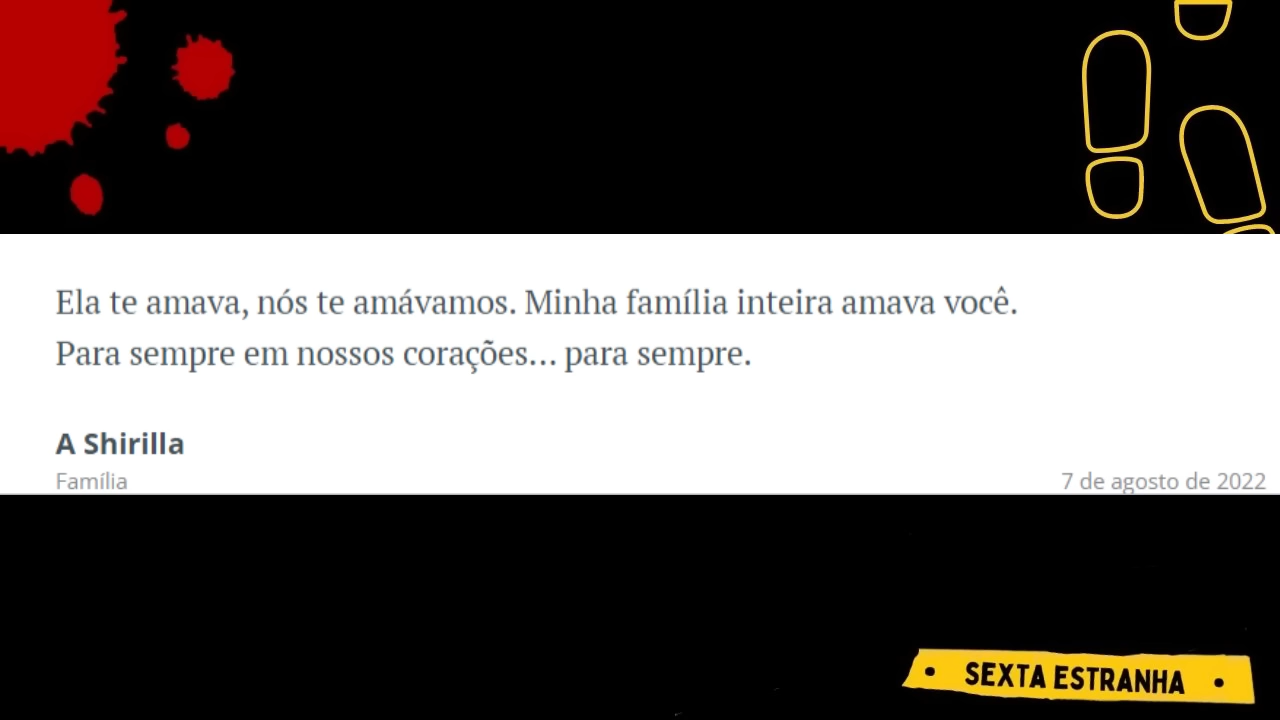 Ela te amava, nós te amávamos. Minha família inteira amava você.
Para sempre em nossos corações... para sempre.
A Shirilla
Família
7 de agosto de 2022
SEXTA ESTRANHA